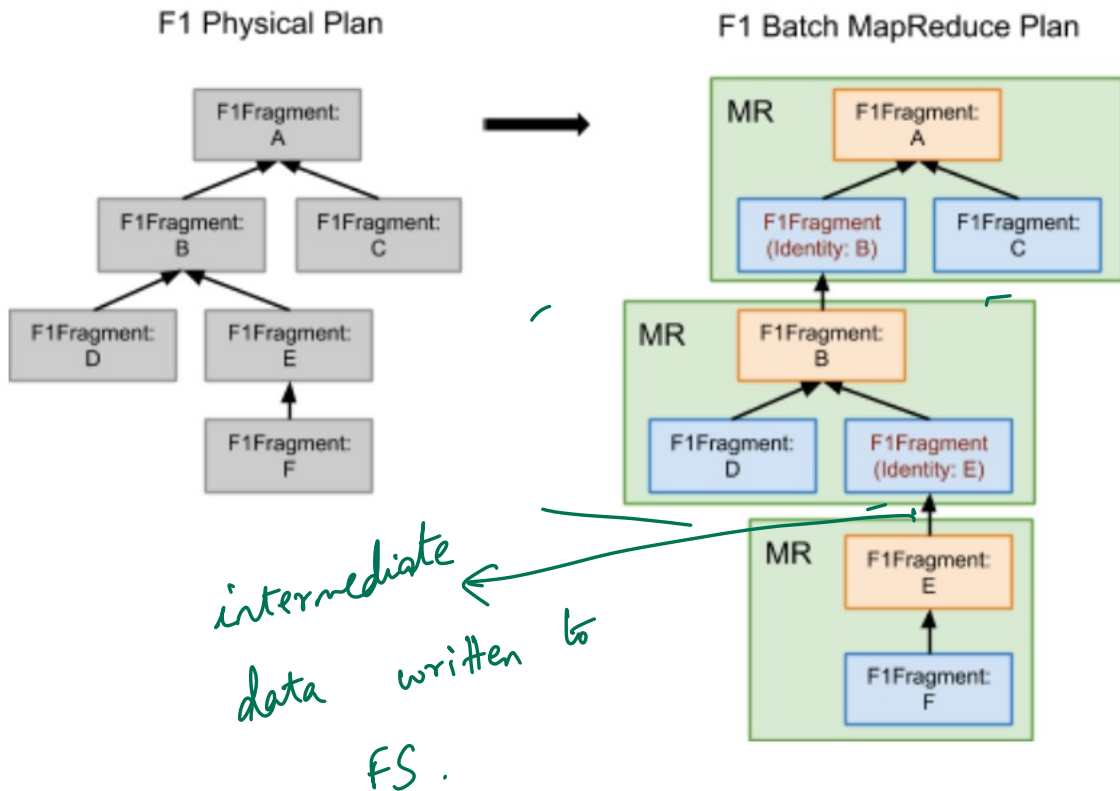 F1 Physical Plan
F1Fragment:
A
F1Fragment:
B
F1Fragment:
C
F1Fragment:
D
F1Fragment:
E
F1Fragment:
F
F1 Batch MapReduce Plan
MR
F1Fragment:
A
F1Fragment
(Identity: B)
F1Fragment:
C
MR
F1Fragment:
B
F1Fragment:
D
F1Fragment
(Identity: E)
MR
F1Fragment:
E
F1Fragment:
F
intermediate
data written to
FS.